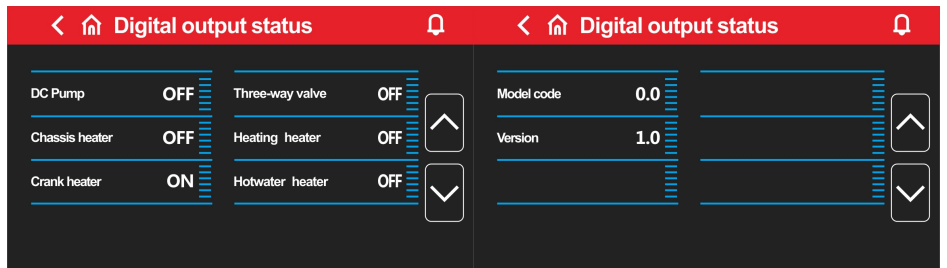 Digital output status
DC Pump OFF Three-way valve OFF
Chassis heater OFF Heating heater OFF
Crank heater ON Hotwater heater OFF
Digital output status
Model code 0.0
Version 1.0